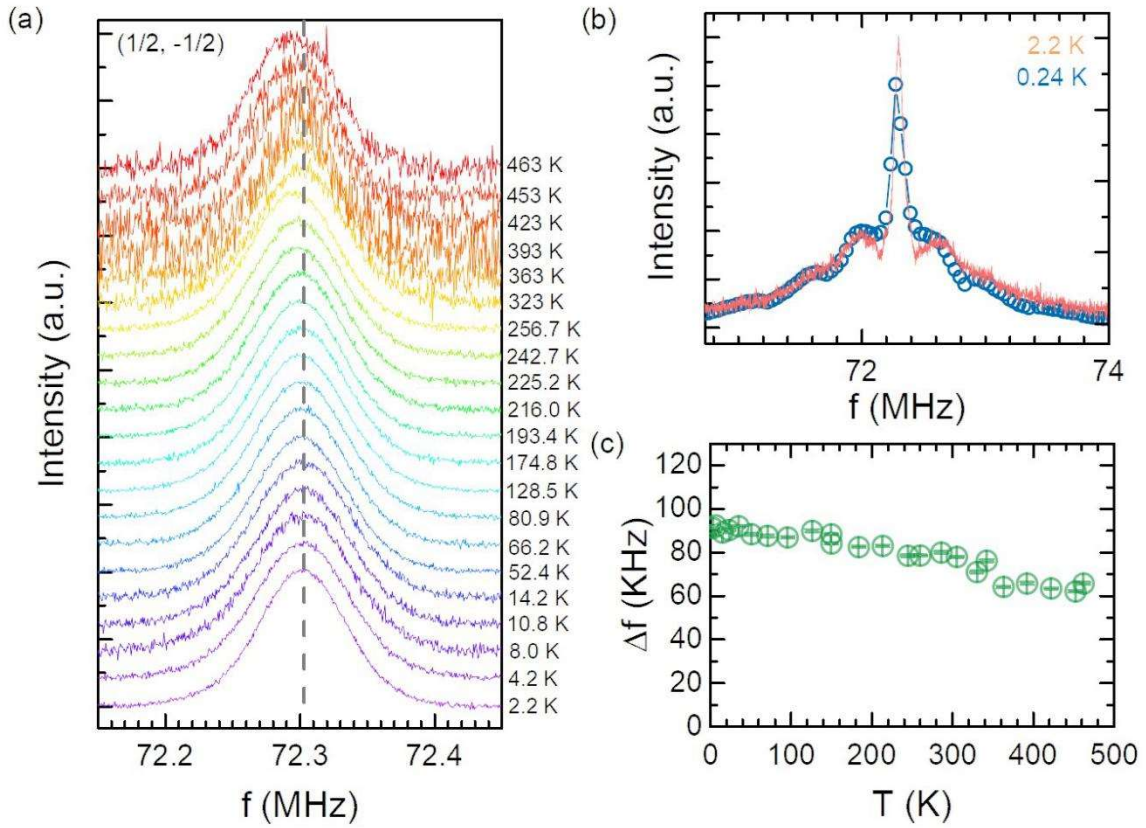 (a)
(1/2, -1/2)
463 K
453 K
423 K
393 K
363 K
323 K
256.7 K
242.7 K
225.2 K
216.0 K
193.4 K
174.8 K
128.5 K
80.9 K
66.2 K
52.4 K
14.2 K
10.8 K
8.0 K
4.2 K
2.2 K
Intensity (a.u.)
72.2 72.3 72.4
f (MHz)
(b)
2.2 K
0.24 K
Intensity (a.u.)
72 74
f (MHz)
(c)
120
100
80
60
40
20
0
Δf (KHz)
0 100 200 300 400 500
T (K)